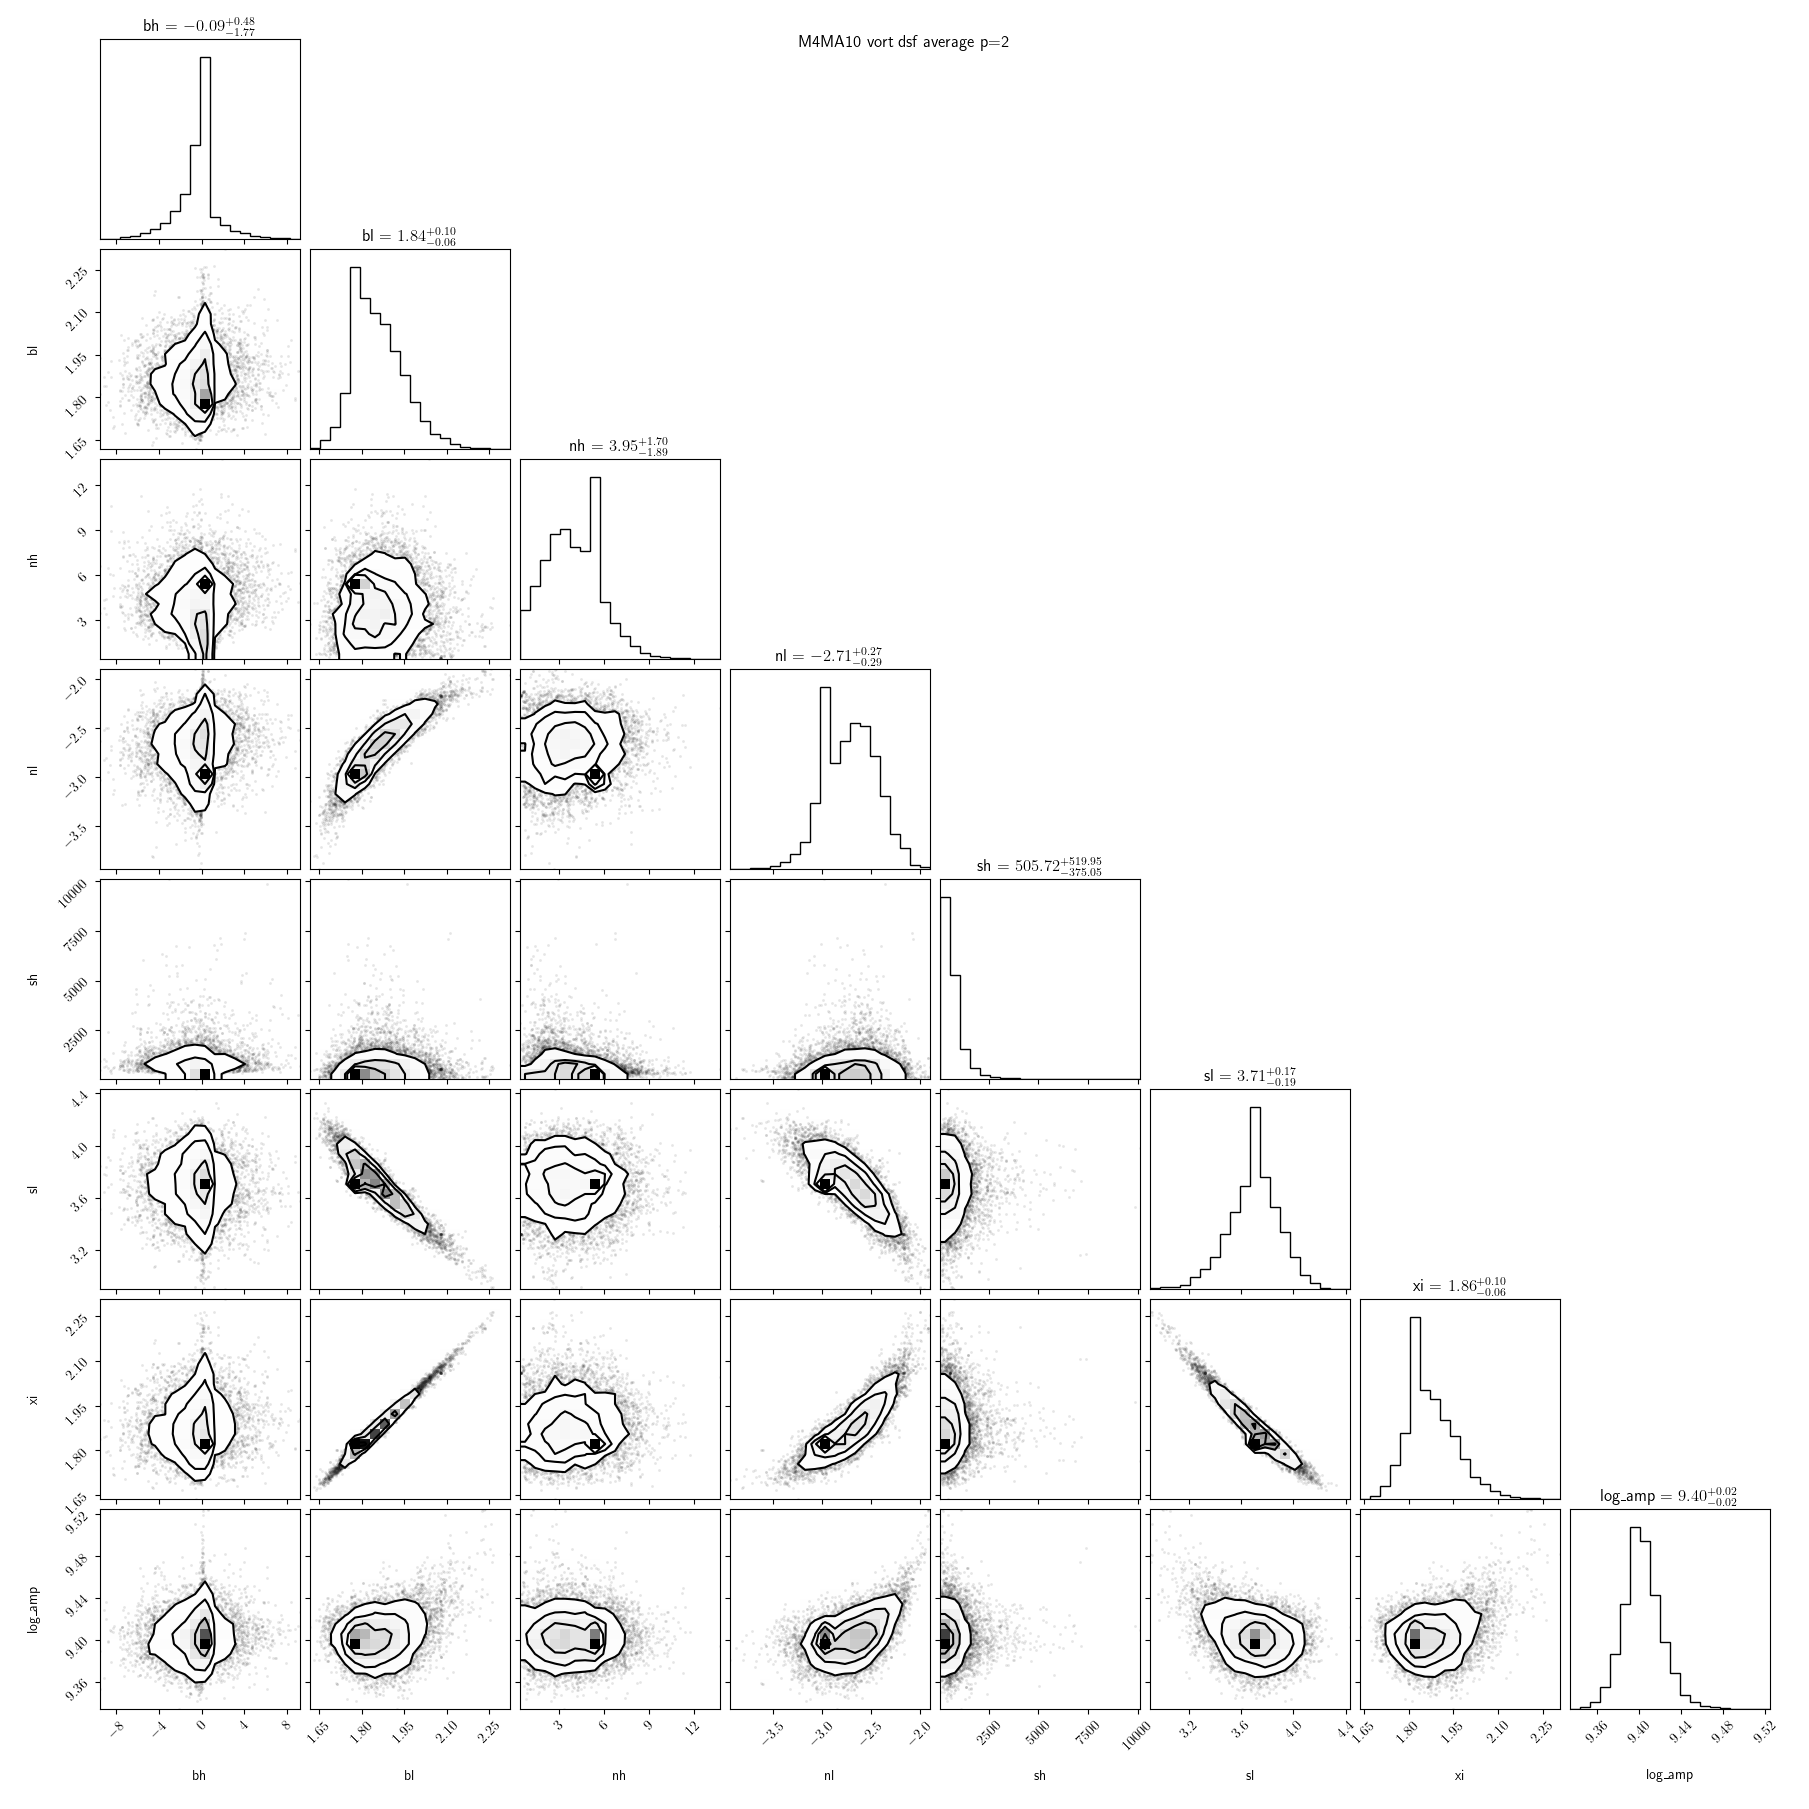 bh = −0.09+0.48−1.77
M4MA10 vort dsf average p=2
bl = 1.84+0.10−0.06
2.25
2.10
1.95
1.80
1.65
bl
nh = 3.95+1.70−1.89
12
9
6
3
nh
nl = −2.71+0.27−0.29
−2.0
−2.5
−3.0
−3.5
nl
sh = 505.72+519.95−375.05
10000
7500
5000
2500
sh
sl = 3.71+0.17−0.19
4.4
4.0
3.6
3.2
sl
xi = 1.86+0.10−0.06
2.25
2.10
1.95
1.80
1.65
xi
log_amp = 9.40+0.02−0.02
9.52
9.48
9.44
9.40
9.36
log_amp
−8 −4 0 4 8 1.65 1.80 1.95 2.10 2.25 3 6 9 12 −3.5 −3.0 −2.5 −2.0 2500 5000 7500 10000 3.2 3.6 4.0 4.4 1.65 1.80 1.95 2.10 2.25 9.36 9.40 9.44 9.48 9.52
bh bl nh nl sh sl xi log_amp